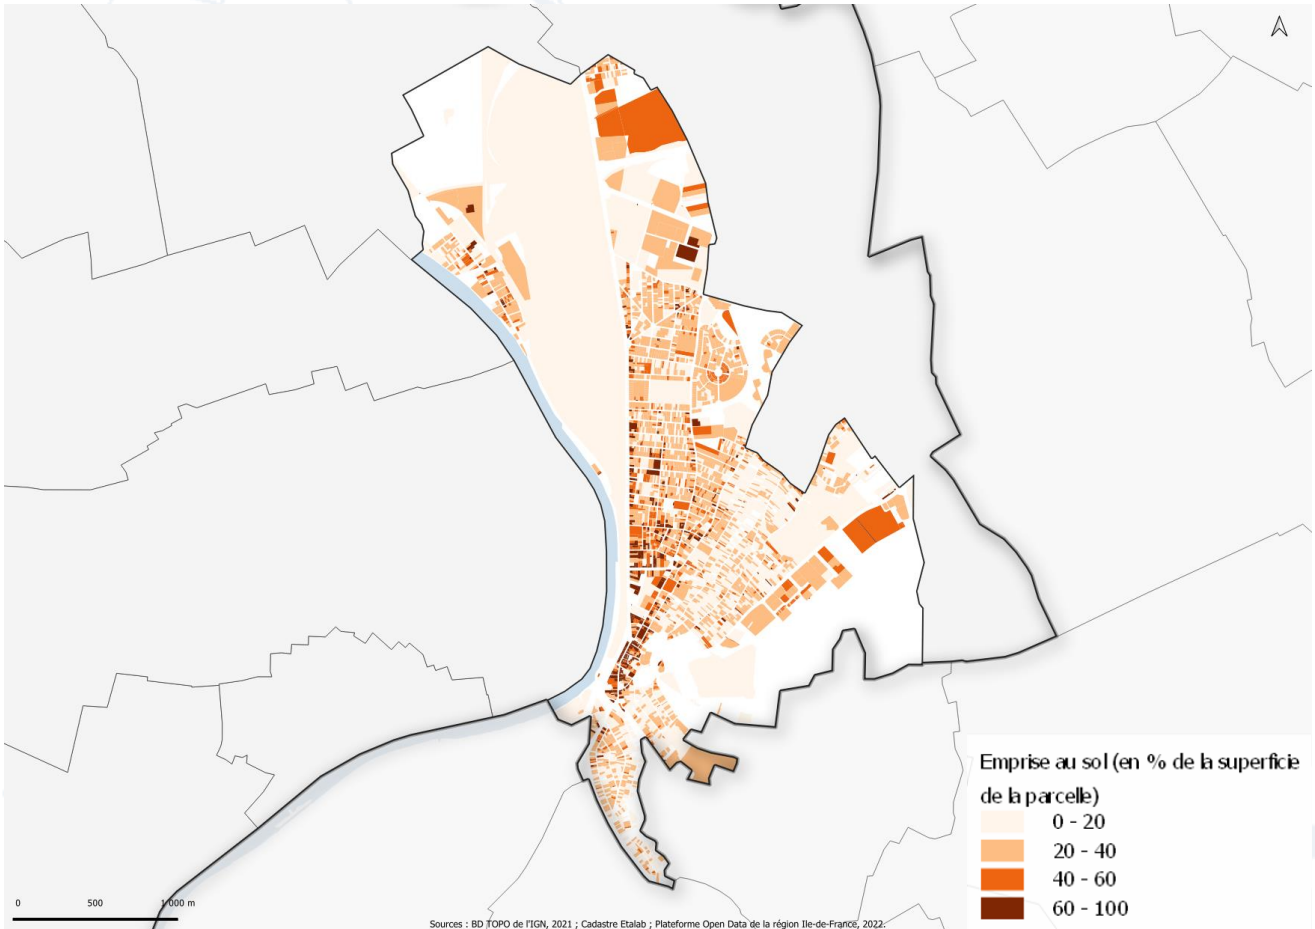 Emprise au sol (en % de la superficie
de la parcelle)
0 - 20
20 - 40
40 - 60
60 - 100
0 500 1 000 m
Sources : BD TOPO de l'IGN, 2021 ; Cadastre Etalab ; Plateforme Open Data de la région Ile-de-France, 2022.